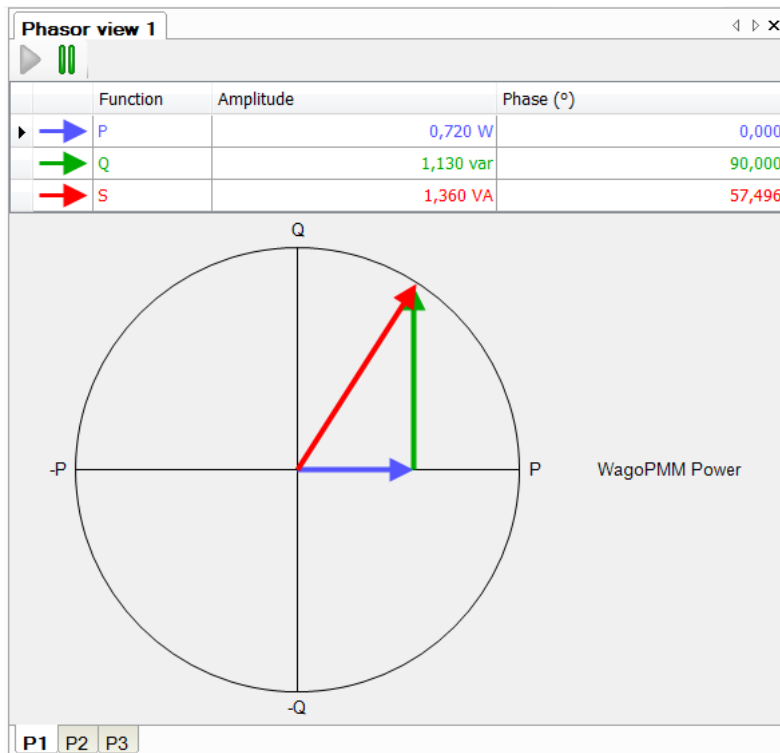 Phasor view 1
Function Amplitude Phase (°)
P 0,720 W 0,000
Q 1,130 var 90,000
S 1,360 VA 57,496
Q
-P P WagoPMM Power
-Q
P1 P2 P3